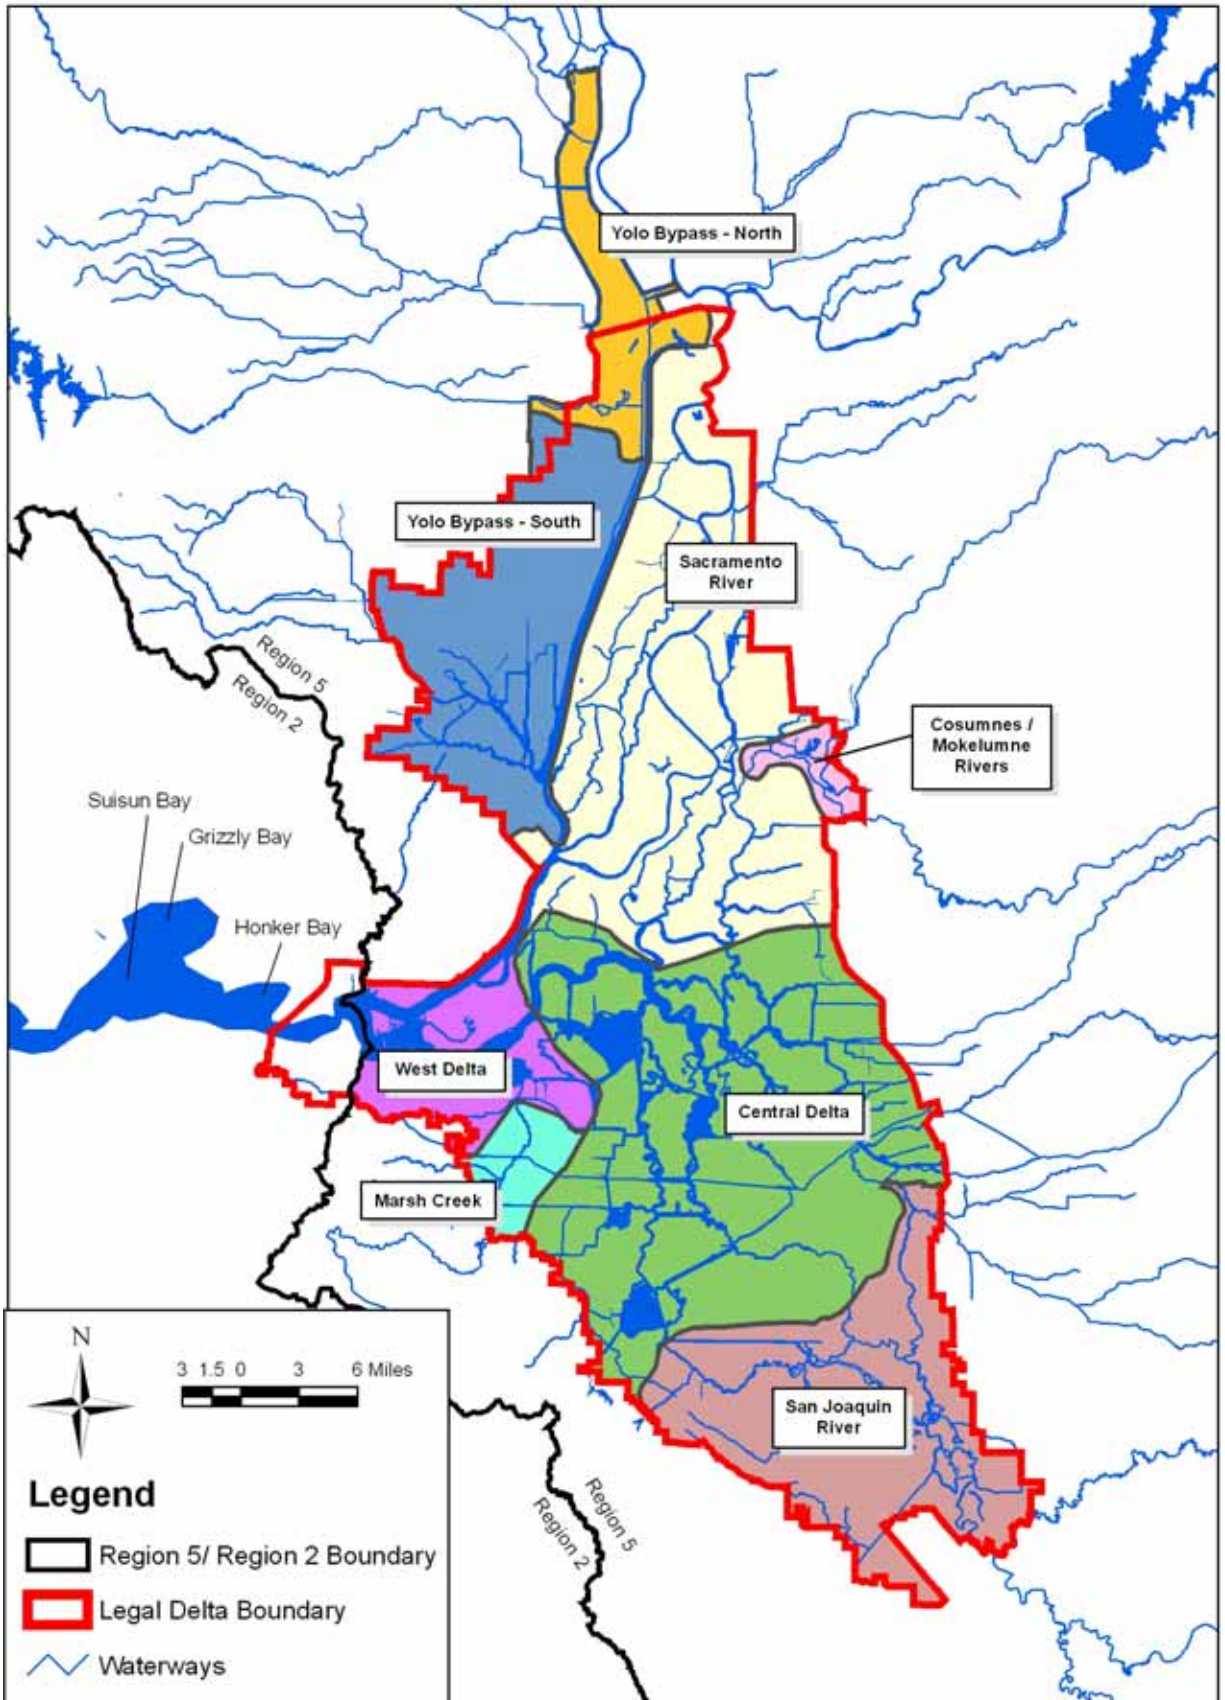 Yolo Bypass - North
Yolo Bypass - South
Sacramento
River
Region 5
Region 2
Cosumnes /
Mokelumne
Rivers
Suisun Bay
Grizzly Bay
Honker Bay
West Delta
Central Delta
Marsh Creek
San Joaquin
River
Region 5
Region 2
N
3 1.5 0 3 6 Miles
Legend
Region 5/ Region 2 Boundary
Legal Delta Boundary
Waterways